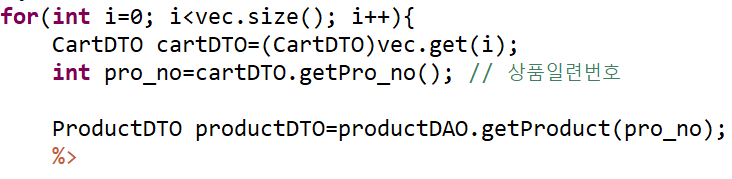 for(int i=0; i<vec.size(); i++){
    CartDTO cartDTO=(CartDTO)vec.get(i);
    int pro_no=cartDTO.getPro_no(); // 상품일련번호
    ProductDTO productDTO=productDAO.getProduct(pro_no);
    %>